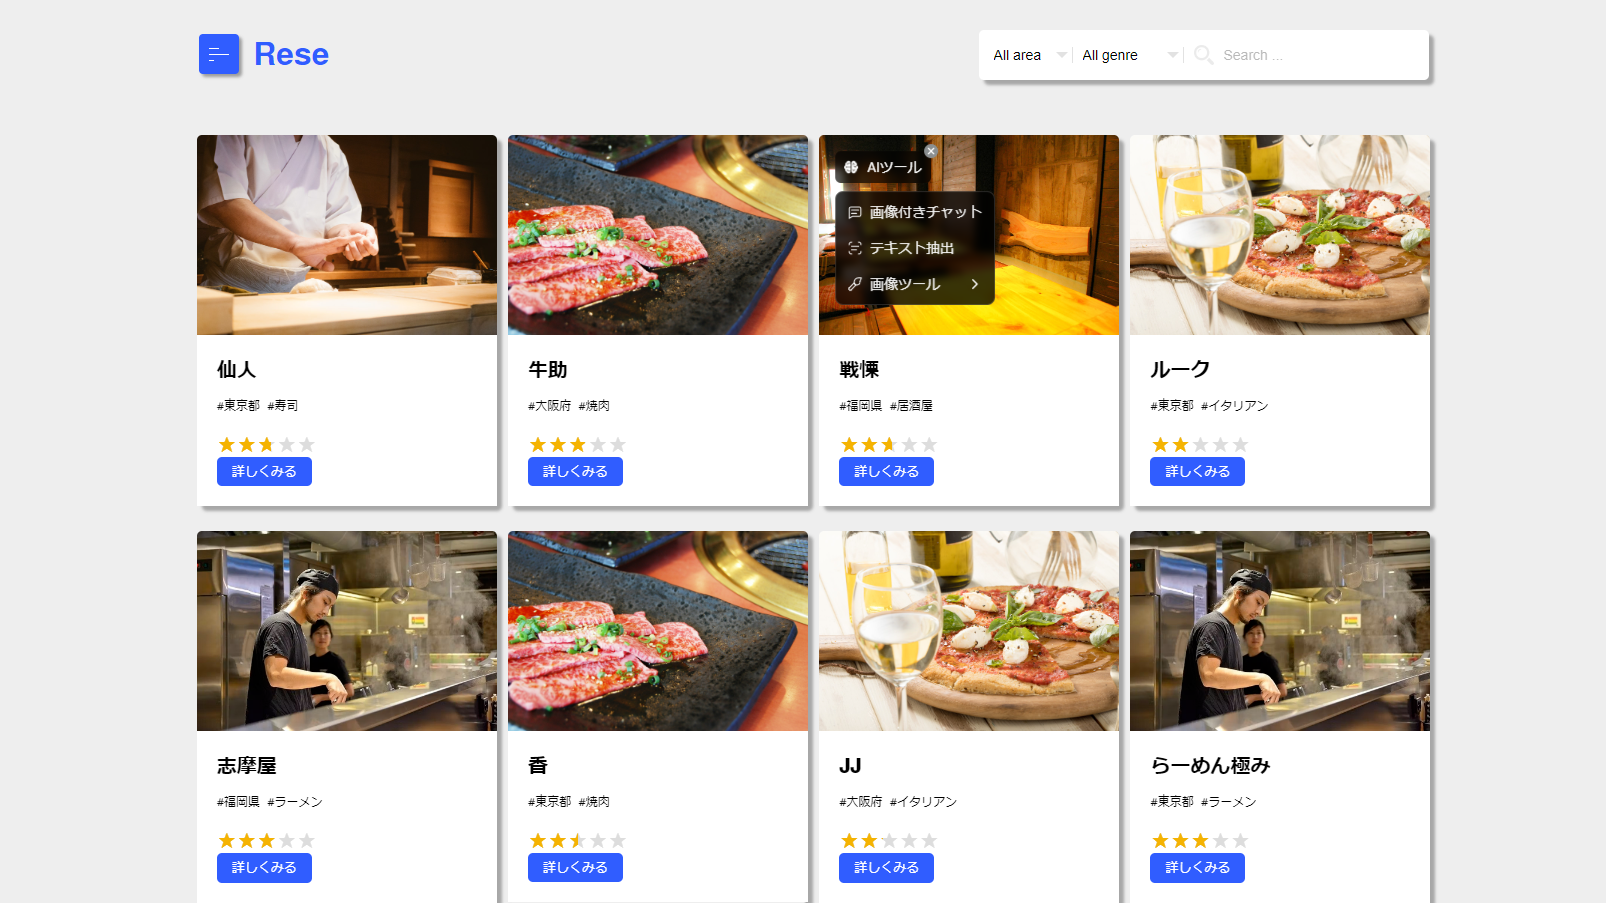 Rese
All area
All genre
Search ...
AIツール
画像付きチャット
テキスト抽出
画像ツール
仙人
#東京都 #寿司
詳しくみる
牛助
#大阪府 #焼肉
詳しくみる
戦慄
#福岡県 #居酒屋
詳しくみる
ルーク
#東京都 #イタリアン
詳しくみる
志摩屋
#福岡県 #ラーメン
詳しくみる
香
#東京都 #焼肉
詳しくみる
JJ
#大阪府 #イタリアン
詳しくみる
らーめん極み
#東京都 #ラーメン
詳しくみる